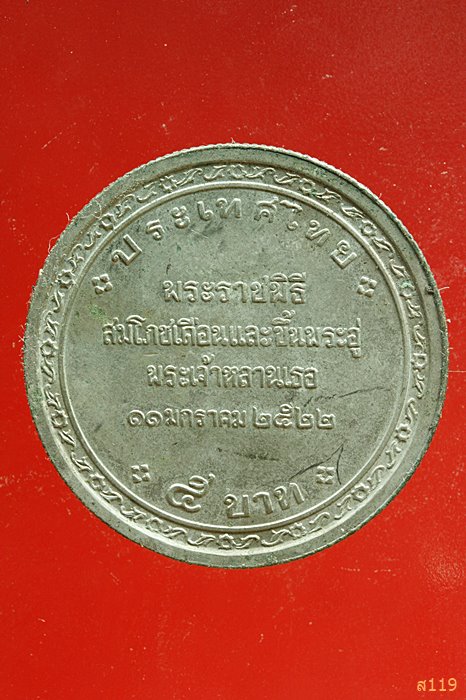 ประเทศไทย
พระราชพิธี
สมโภชเดือนและขึ้นพระอู่
พระเจ้าหลานเธอ
๑๑ มกราคม ๒๕๒๒
๕ บาท
ส119